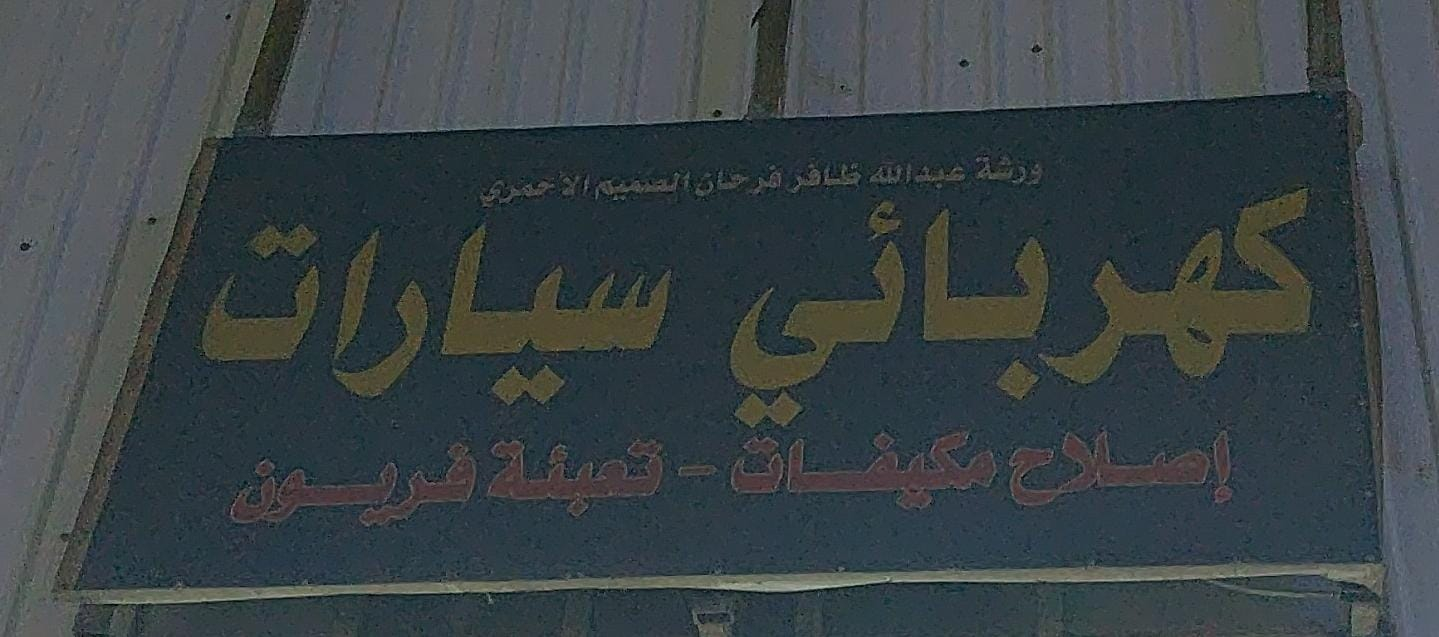 ورشة عبدالله ظافر فرحان الصميم الاحمري
كهربائي سيارات
إصلاح مكيفات - تعبئة فريون